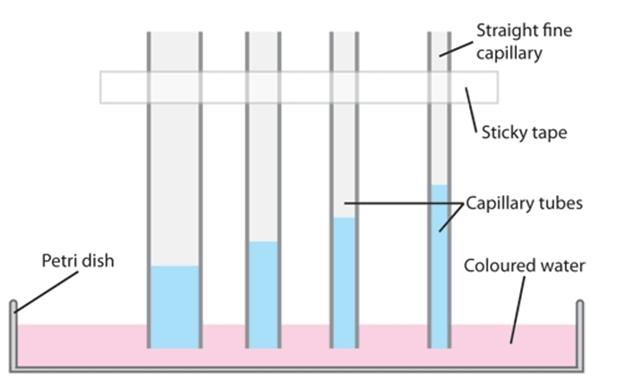 Straight fine
capillary
Sticky tape
Capillary tubes
Petri dish
Coloured water